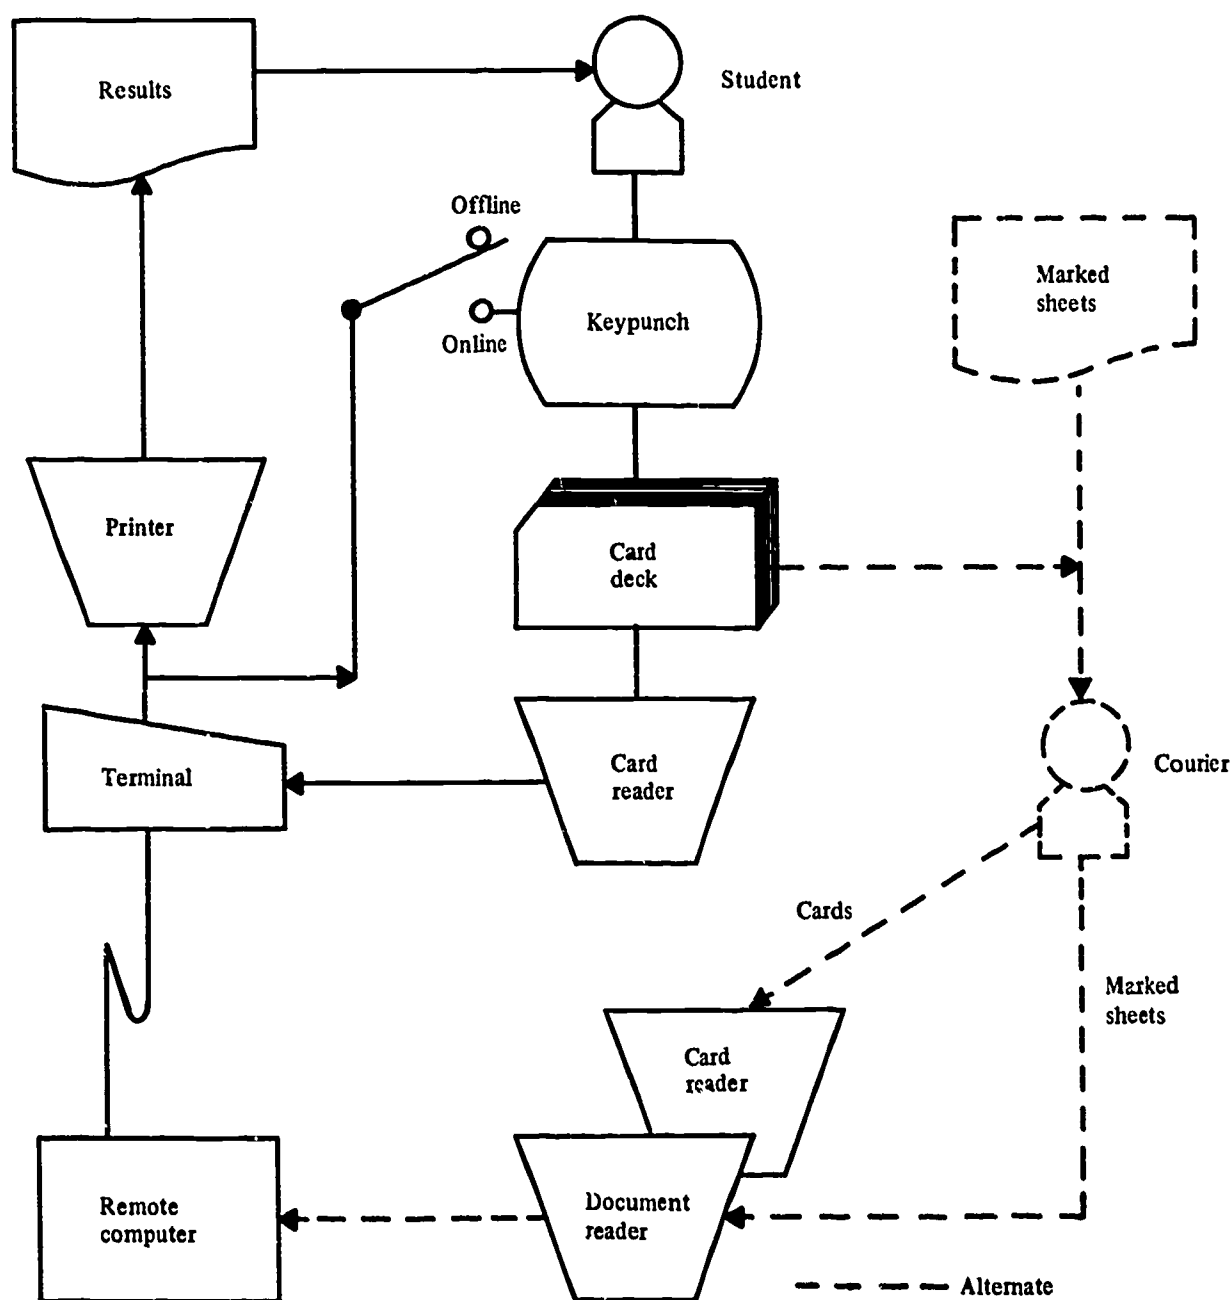 Results
Student
Offline
Online
Keypunch
Marked
sheets
Printer
Card
deck
Terminal
Card
reader
Courier
Cards
Marked
sheets
Card
reader
Remote
computer
Document
reader
Alternate